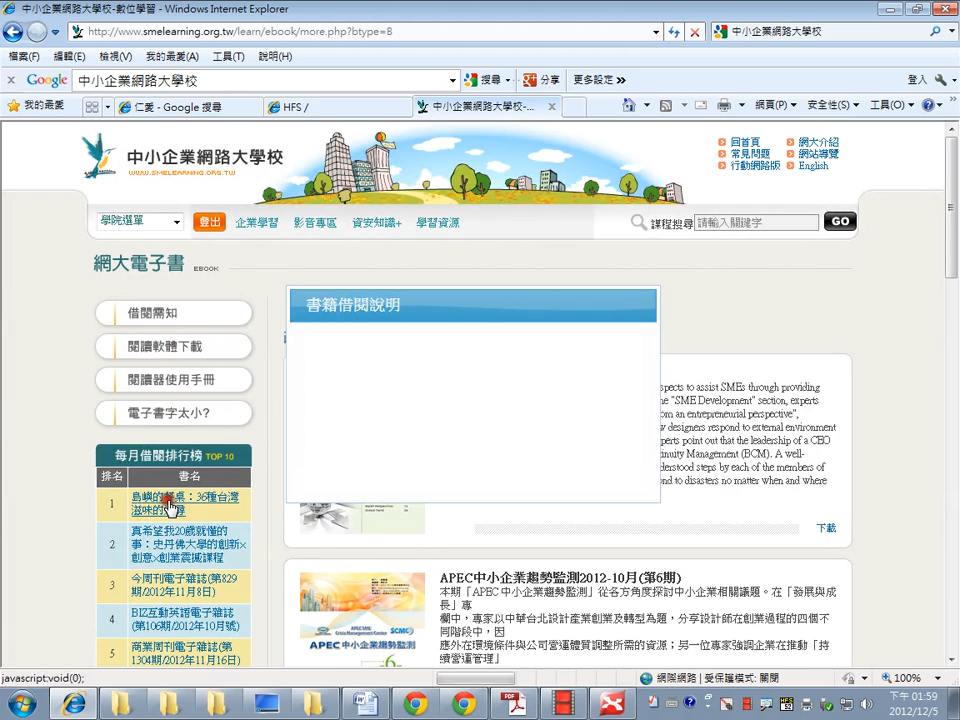 中小企業網路大學校-數位學習 - Windows Internet Explorer
http://www.smelearning.org.tw/learn/ebook/more.php?btype=B
中小企業網路大學校
檔案(F) 編輯(E) 檢視(V) 我的最愛(A) 工具(T) 說明(H)
Google 中小企業網路大學校 搜尋 分享 更多設定 » 登入
我的最愛 仁愛 - Google 搜尋 HFS / 中小企業網路大學校-... 網頁(P) 安全性(S) 工具(O)
中小企業網路大學校
WWW.SMELEARNING.ORG.TW
回首頁 網大介紹
常見問題 網站導覽
行動網路版 English
學院選單 登出 企業學習 影音專區 資安知識+ 學習資源 課程搜尋 請輸入關鍵字 GO
網大電子書 EBOOK
借閱需知
閱讀軟體下載
閱讀器使用手冊
電子書字太小?
書籍借閱說明
每月借閱排行榜 TOP 10
排名 書名
1 島嶼的餐桌：36種台灣
滋味的追尋
2 真希望我20歲就懂的
事：史丹佛大學的創新×
創意×創業震撼課程
3 今周刊電子雜誌(第829
期/2012年11月8日)
4 BIZ互動英語電子雜誌
(第106期/2012年10月號)
5 商業周刊電子雜誌(第
1304期/2012年11月16日)
spects to assist SMEs through providing
ne "SME Development" section, experts
om an entrepreneurial perspective",
w designers respond to external environment
perts point out that the leadership of a CEO
inuity Management (BCM). A well-
derstood steps by each of the members of
nd to disasters no matter when and where
下載
APEC中小企業趨勢監測2012-10月(第6期)
本期「APEC中小企業趨勢監測」從各方角度探討中小企業相關議題。在「發展與成
長」專
欄中，專家以中華台北設計產業創業及轉型為題，分享設計師在創業過程的四個不
同階段中，因
應外在環境條件與公司營運體質調整所需的資源；另一位專家強調企業在推動「持
續營運管理」
APEC中小企業趨勢監測
SCMC
6
javascript:void(0); 網際網路 | 受保護模式: 關閉 100%
下午 01:59
2012/12/5